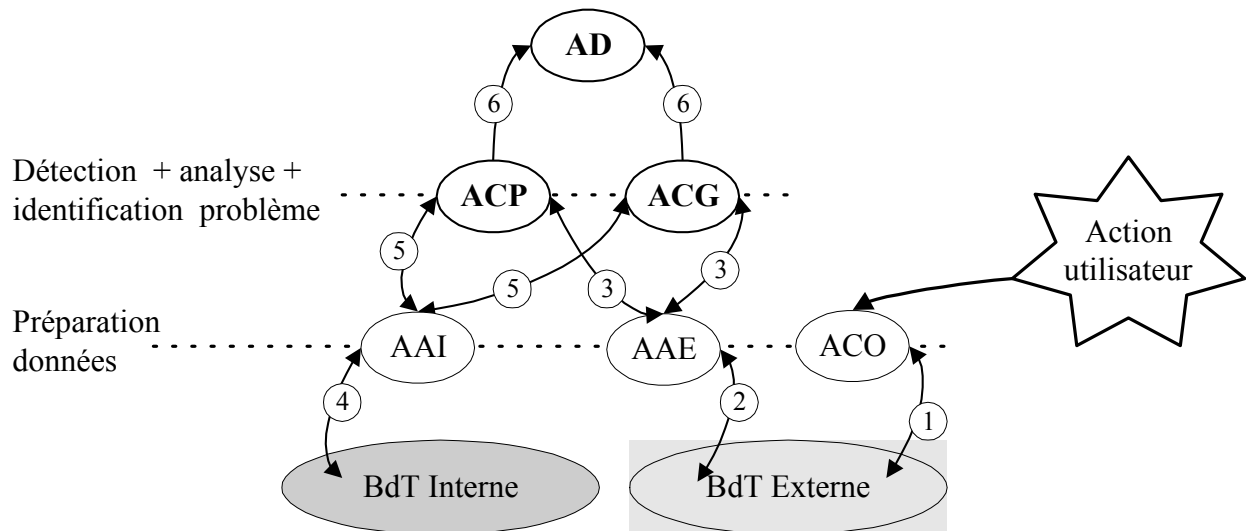 AD
6
6
Détection + analyse +
identification problème
ACP
ACG
Action
utilisateur
5
5
3
3
Préparation
données
AAI
AAE
ACO
4
2
1
BdT Interne
BdT Externe